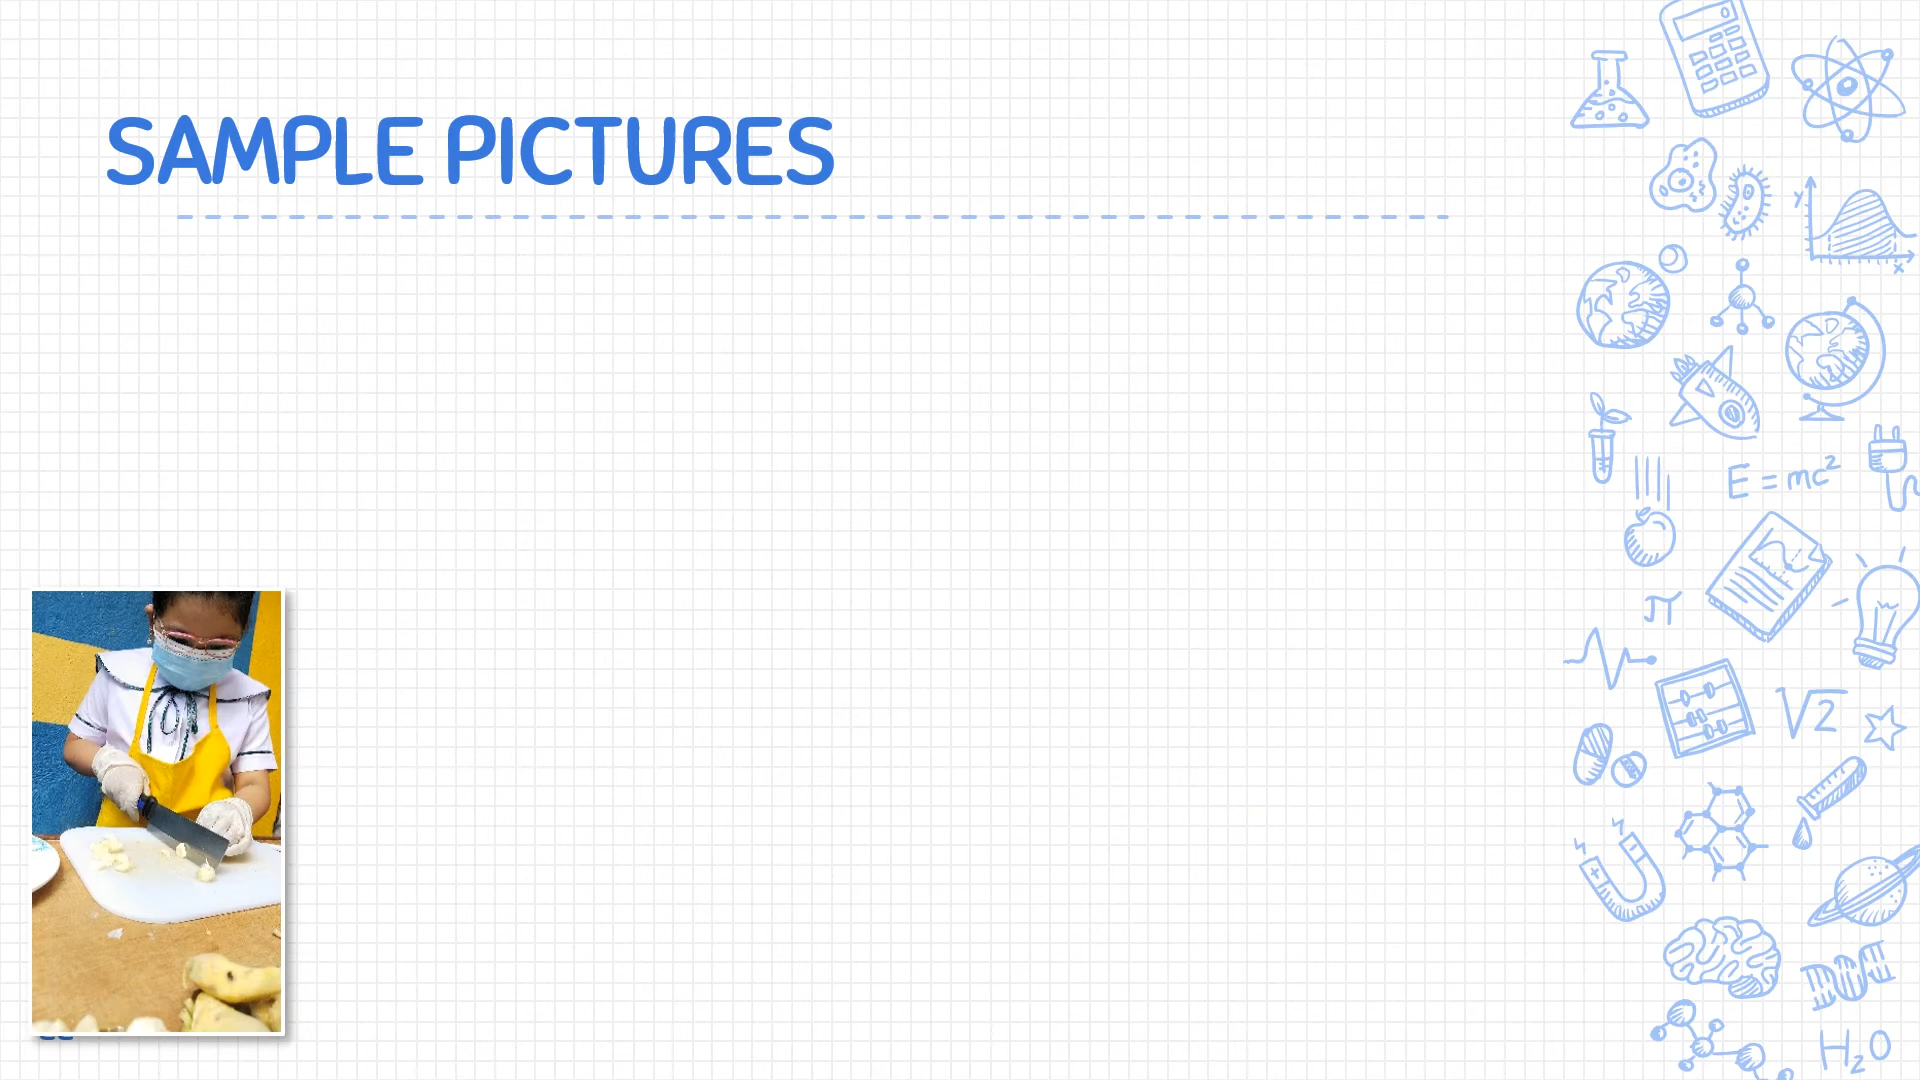 SAMPLE PICTURES
y
x
E = mc²
π
√2
H₂O